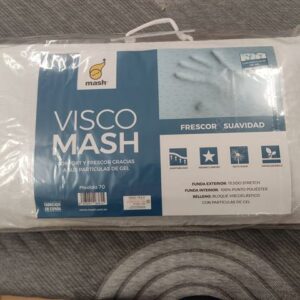 mash
VISCO
MASH
CONFORT Y FRESCOR GRACIAS
A SUS PARTÍCULAS DE GEL
Medida 70
FRESCOR
SUAVIDAD
FABRICADO
EN ESPAÑA
FUNDA EXTERIOR: TEJIDO STRETCH
FUNDA INTERIOR: 100% PUNTO POLIÉSTER
RELLENO: BLOQUE VISCOELÁSTICO
CON PARTÍCULAS DE GEL